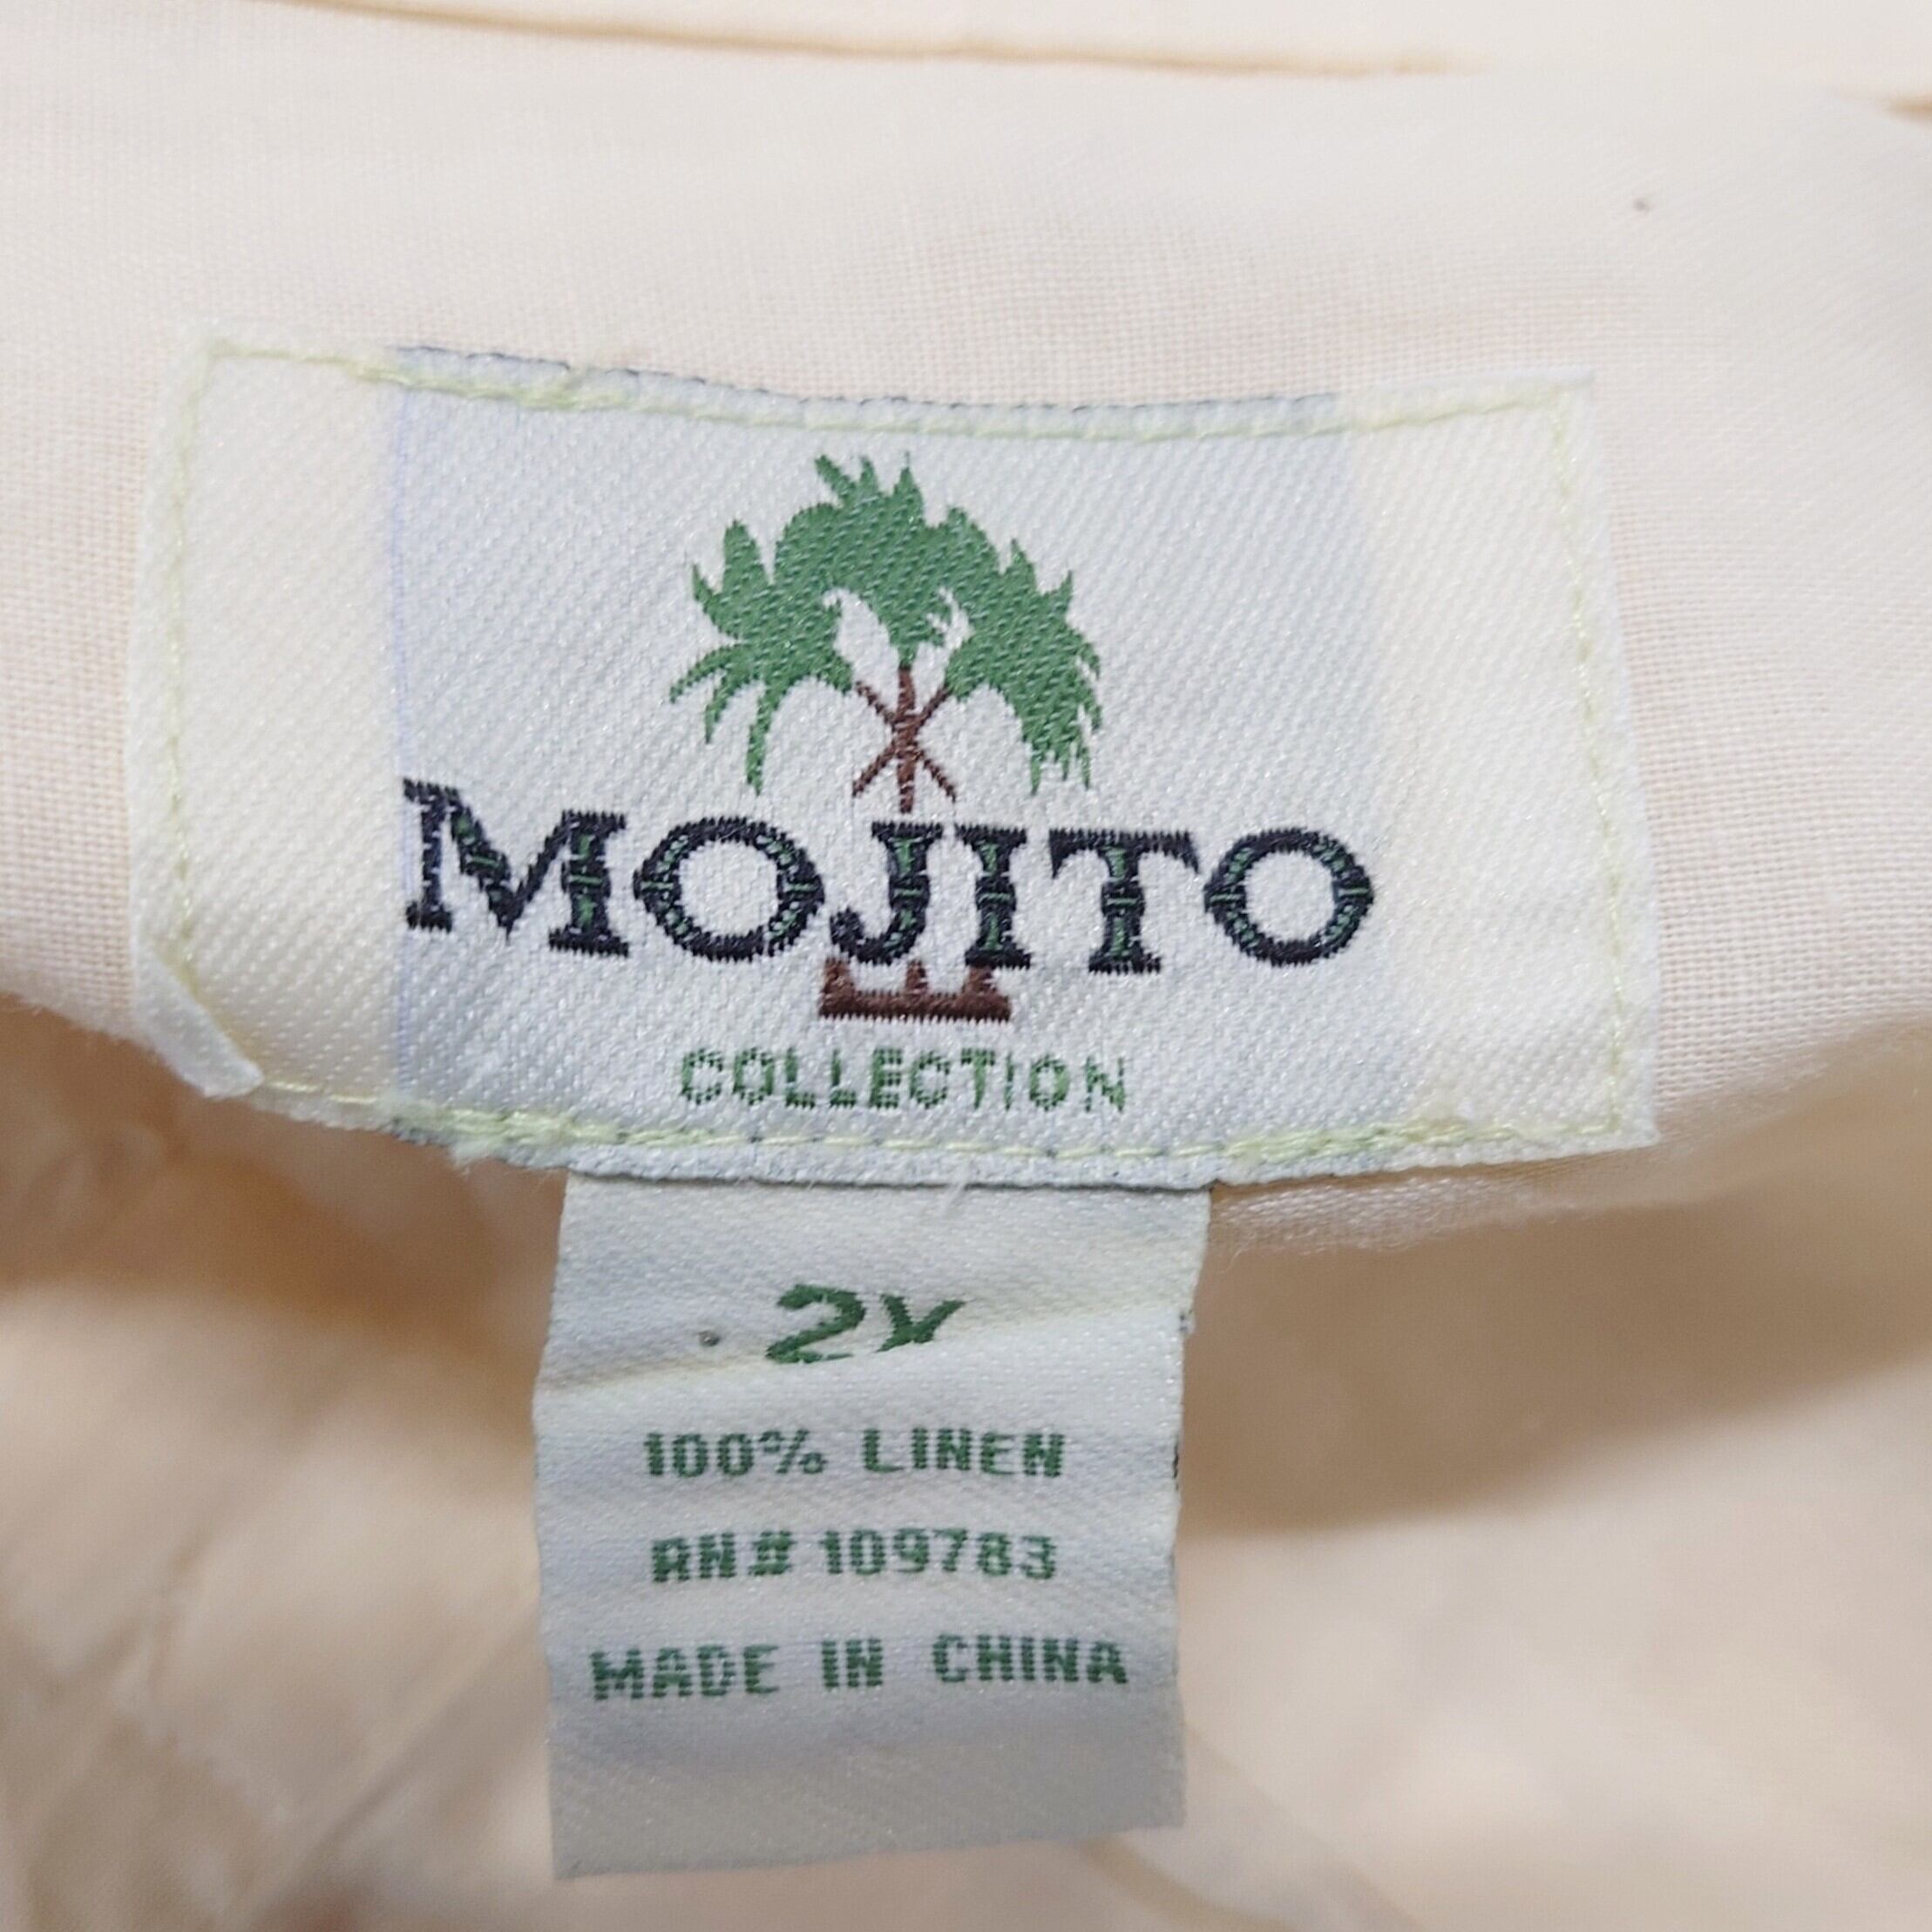 MOJITO
COLLECTION
2X
100% LINEN
RN# 109783
MADE IN CHINA